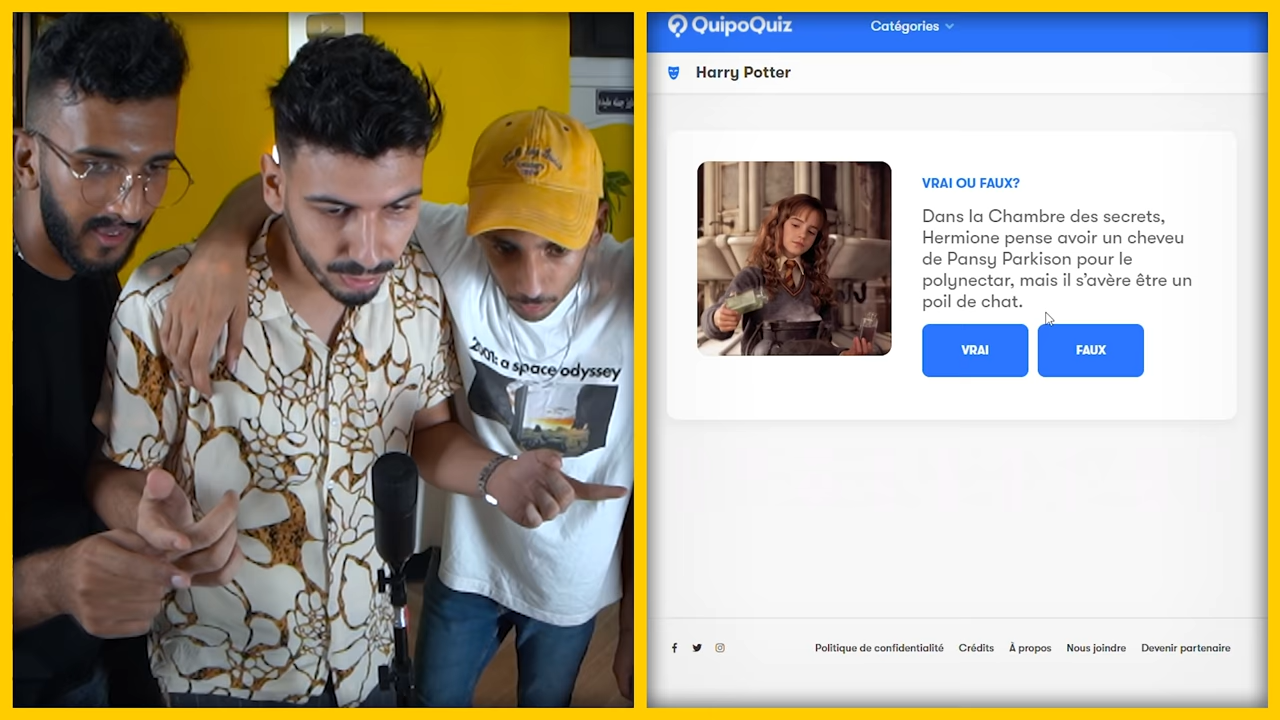 QuipoQuiz
Catégories
Harry Potter
VRAI OU FAUX?
Dans la Chambre des secrets,
Hermione pense avoir un cheveu
de Pansy Parkison pour le
polynectar, mais il s'avère être un
poil de chat.
VRAI
FAUX
2001: a space odyssey
Politique de confidentialité
Crédits
À propos
Nous joindre
Devenir partenaire